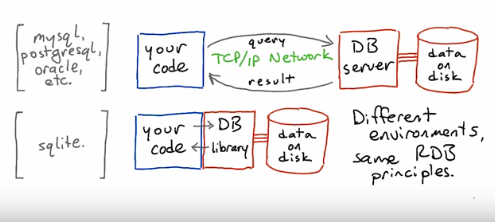 mysql,
postgresql,
oracle,
etc.
your
code
query
TCP/IP Network
result
DB
server
data
on
disk
sqlite.
your
code
DB
library
data
on
disk
Different
environments,
same RDB
principles.